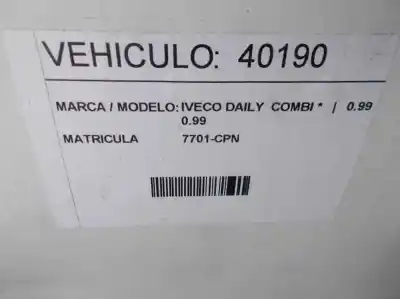 VEHICULO: 40190
MARCA / MODELO: IVECO DAILY COMBI * | 0.99
0.99
MATRICULA 7701-CPN